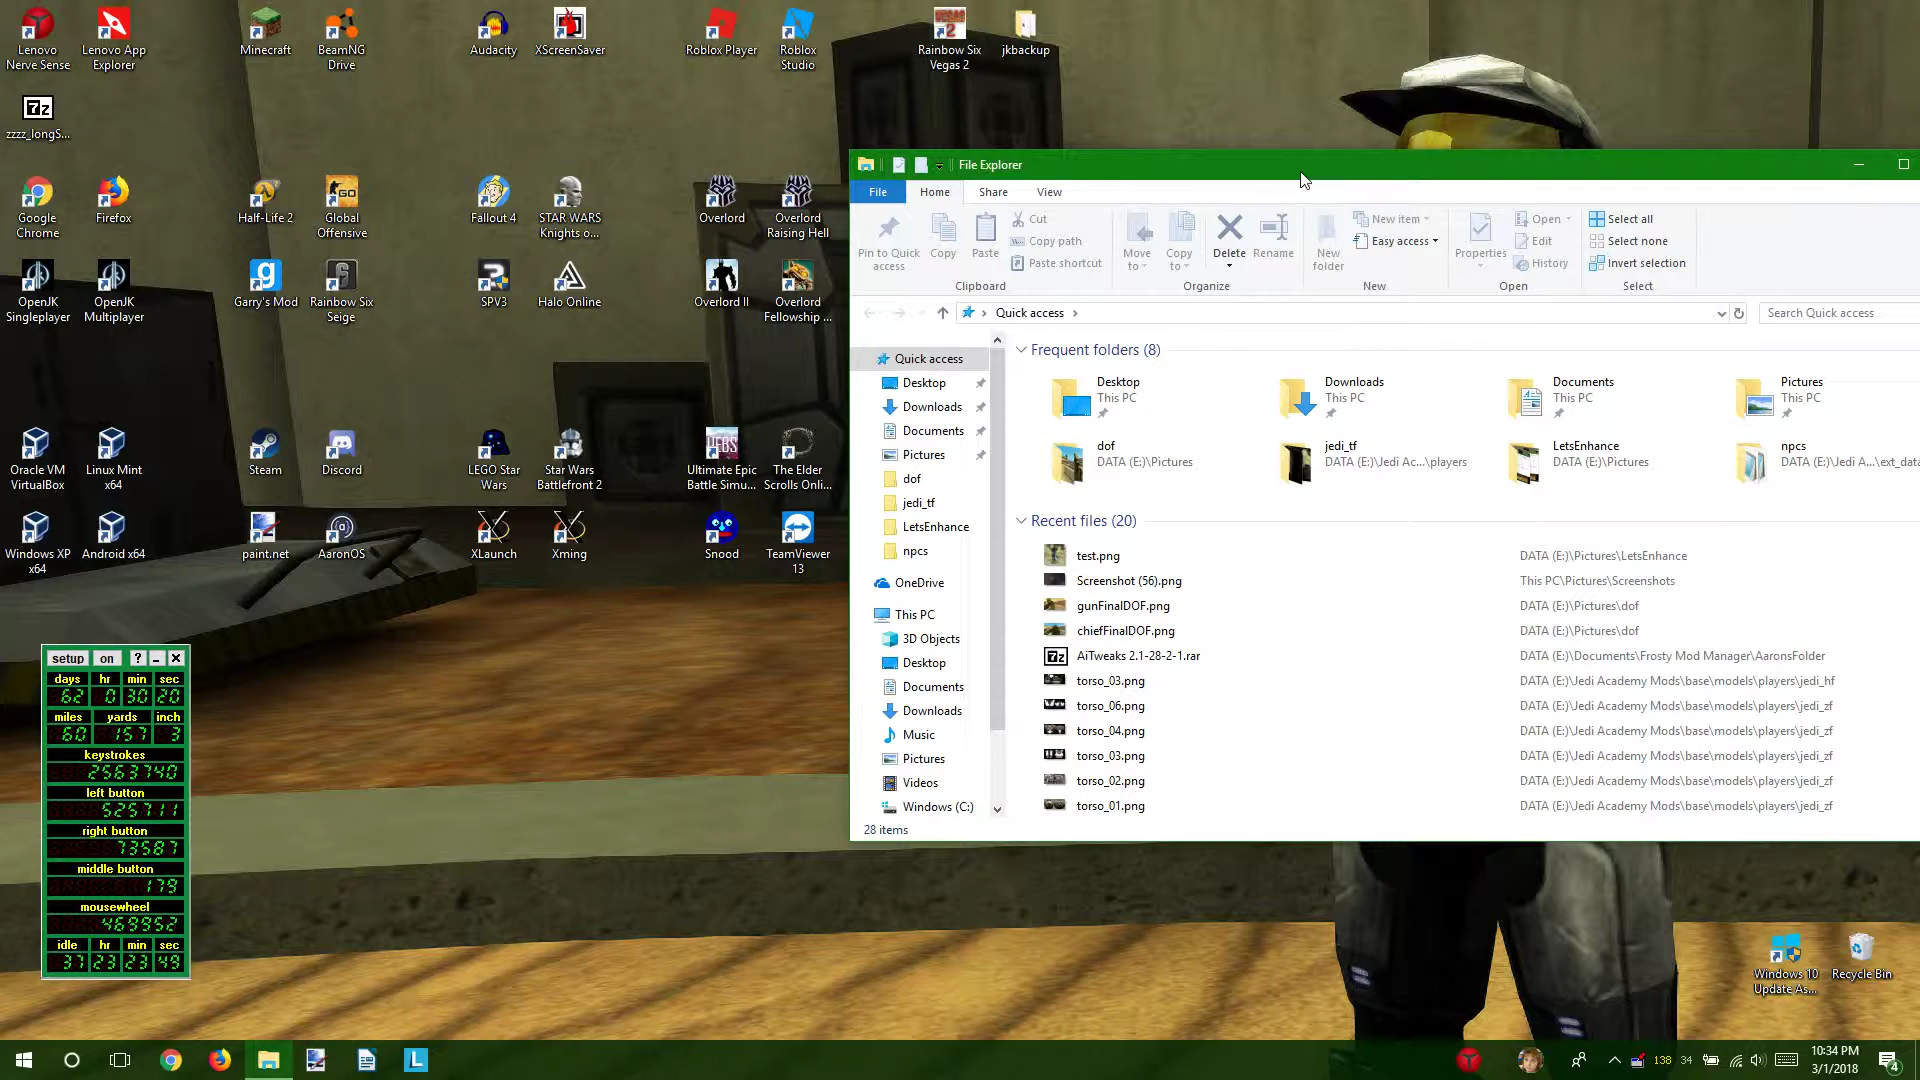 Lenovo
Nerve Sense
Lenovo App
Explorer
Minecraft
BeamNG
Drive
Audacity
XScreenSaver
Roblox Player
Roblox
Studio
Rainbow Six
Vegas 2
jkbackup
7z
zzzz_longS...
Google
Chrome
Firefox
Half-Life 2
Global
Offensive
Fallout 4
STAR WARS
Knights o...
Overlord
Overlord
Raising Hell
OpenJK
Singleplayer
OpenJK
Multiplayer
Garry's Mod
Rainbow Six
Seige
SPV3
Halo Online
Overlord II
Overlord
Fellowship ...
Oracle VM
VirtualBox
Linux Mint
x64
Steam
Discord
LEGO Star
Wars
Star Wars
Battlefront 2
Ultimate Epic
Battle Simu...
The Elder
Scrolls Onli...
Windows XP
x64
Android x64
paint.net
AaronOS
XLaunch
Xming
Snood
TeamViewer
13
setup on ? _ X
days hr min sec
62 0 30 20
miles yards inch
60 157 3
keystrokes
2563740
left button
525711
right button
73587
middle button
179
mousewheel
469952
idle hr min sec
37 23 23 49
File Explorer
File Home Share View
Pin to Quick
access
Copy
Paste
Cut
Copy path
Paste shortcut
Clipboard
Move
to
Copy
to
Delete
Rename
Organize
New
folder
New item
Easy access
New
Properties
Open
Edit
History
Open
Select all
Select none
Invert selection
Select
Quick access
Search Quick access
Quick access
Desktop
Downloads
Documents
Pictures
dof
jedi_tf
LetsEnhance
npcs
OneDrive
This PC
3D Objects
Desktop
Documents
Downloads
Music
Pictures
Videos
Windows (C:)
28 items
Frequent folders (8)
Desktop
This PC
Downloads
This PC
Documents
This PC
Pictures
This PC
dof
DATA (E:)\Pictures
jedi_tf
DATA (E:)\Jedi Ac...\players
LetsEnhance
DATA (E:)\Pictures
npcs
DATA (E:)\Jedi A...\ext_data
Recent files (20)
test.png DATA (E:)\Pictures\LetsEnhance
Screenshot (56).png This PC\Pictures\Screenshots
gunFinalDOF.png DATA (E:)\Pictures\dof
chiefFinalDOF.png DATA (E:)\Pictures\dof
AiTweaks 2.1-28-2-1.rar DATA (E:)\Documents\Frosty Mod Manager\AaronsFolder
torso_03.png DATA (E:)\Jedi Academy Mods\base\models\players\jedi_hf
torso_06.png DATA (E:)\Jedi Academy Mods\base\models\players\jedi_zf
torso_04.png DATA (E:)\Jedi Academy Mods\base\models\players\jedi_zf
torso_03.png DATA (E:)\Jedi Academy Mods\base\models\players\jedi_zf
torso_02.png DATA (E:)\Jedi Academy Mods\base\models\players\jedi_zf
torso_01.png DATA (E:)\Jedi Academy Mods\base\models\players\jedi_zf
Windows 10
Update As...
Recycle Bin
L
138 34
10:34 PM
3/1/2018
4